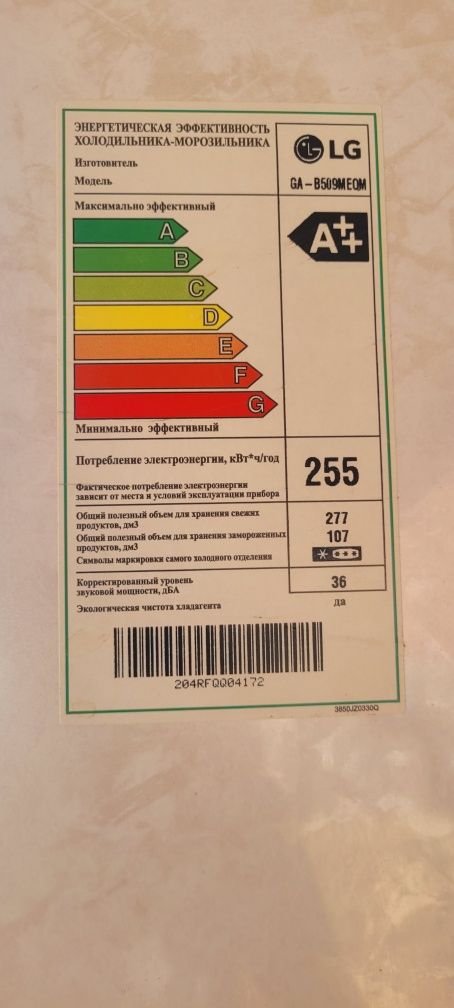 ЭНЕРГЕТИЧЕСКАЯ ЭФФЕКТИВНОСТЬ
ХОЛОДИЛЬНИКА-МОРОЗИЛЬНИКА
LG
Изготовитель
Модель
GA-B509MEQM
Максимально эффективный
A++
A
B
C
D
E
F
G
Минимально эффективный
Потребление электроэнергии, кВт*ч/год
255
Фактическое потребление электроэнергии
зависит от места и условий эксплуатации прибора
Общий полезный объем для хранения свежих
продуктов, дм3
277
Общий полезный объем для хранения замороженных
продуктов, дм3
107
Символы маркировки самого холодного отделения
Корректированный уровень
звуковой мощности, дБА
36
Экологическая чистота хладагента
да
204RFQQ04172
3850JZ0330Q